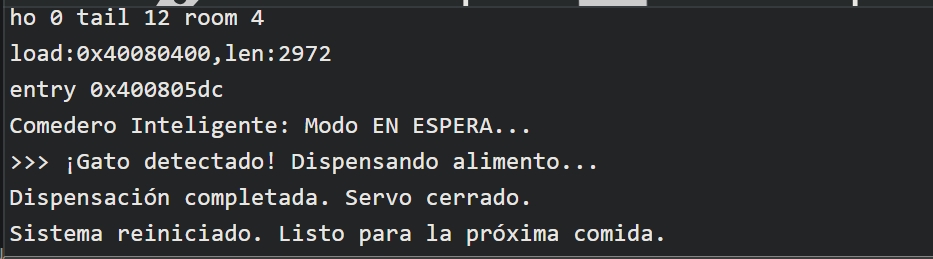 ho 0 tail 12 room 4
load:0x40080400,len:2972
entry 0x400805dc
Comedero Inteligente: Modo EN ESPERA...
>>> ¡Gato detectado! Dispensando alimento...
Dispensación completada. Servo cerrado.
Sistema reiniciado. Listo para la próxima comida.